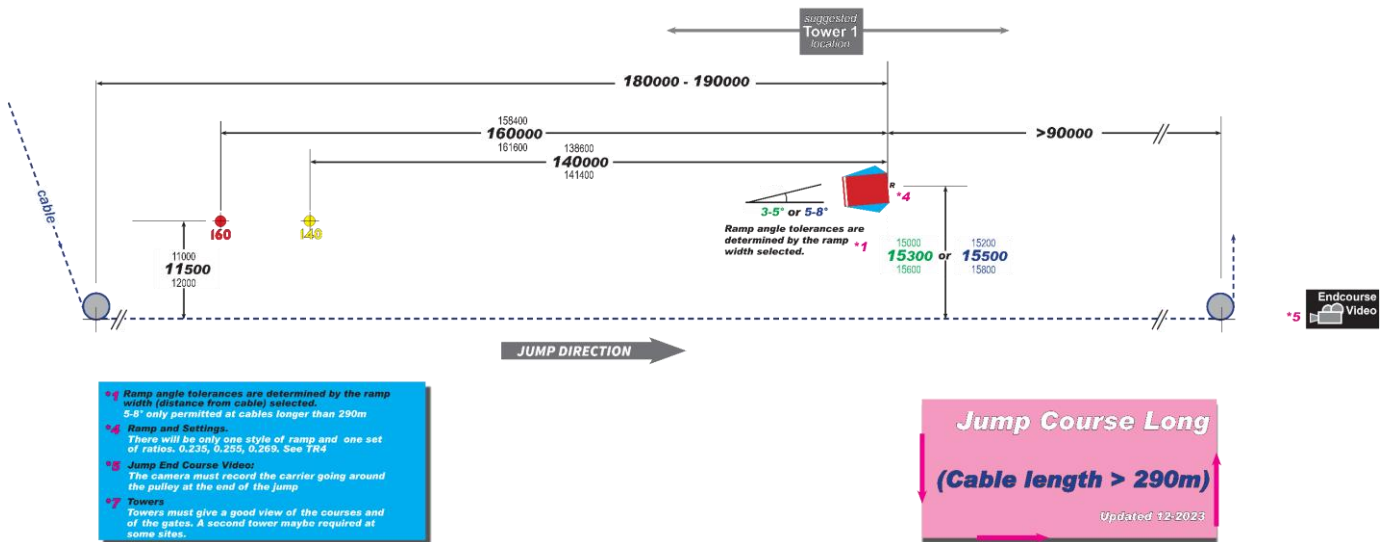 suggested
Tower 1
location
180000 - 190000
158400
160000
161600
>90000
138600
140000
141400
cable
R
*4
3-5° or 5-8°
160
140
Ramp angle tolerances are
determined by the ramp
width selected.
*1
11000
11500
12000
15000
15300 or
15600
15200
15500
15800
*5
Endcourse
Video
JUMP DIRECTION
*1 Ramp angle tolerances are determined by the ramp
width (distance from cable) selected.
5-8° only permitted at cables longer than 290m
*4 Ramp and Settings.
There will be only one style of ramp and one set
of ratios. 0.235, 0.255, 0.269. See TR4
*5 Jump End Course Video:
The camera must record the carrier going around
the pulley at the end of the jump
*7 Towers
Towers must give a good view of the courses and
of the gates. A second tower maybe required at
some sites.
Jump Course Long
(Cable length > 290m)
Updated 12-2023